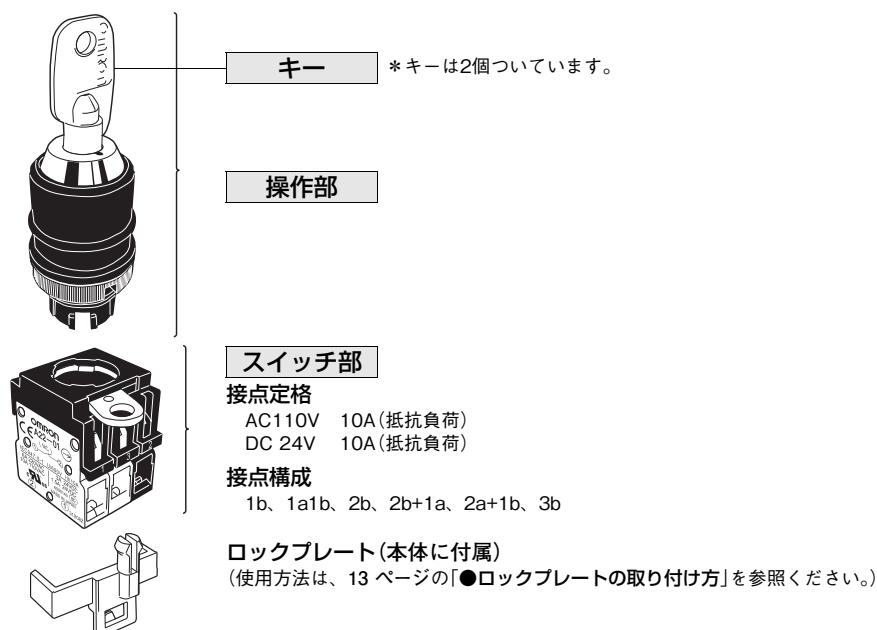 キー
＊キーは2個ついています。
操作部
スイッチ部
接点定格
AC110V　10A（抵抗負荷）
DC 24V　10A（抵抗負荷）
接点構成
1b、1a1b、2b、2b+1a、2a+1b、3b
ロックプレート（本体に付属）
（使用方法は、13 ページの「●ロックプレートの取り付け方」を参照ください。）
OMRON
A22-01